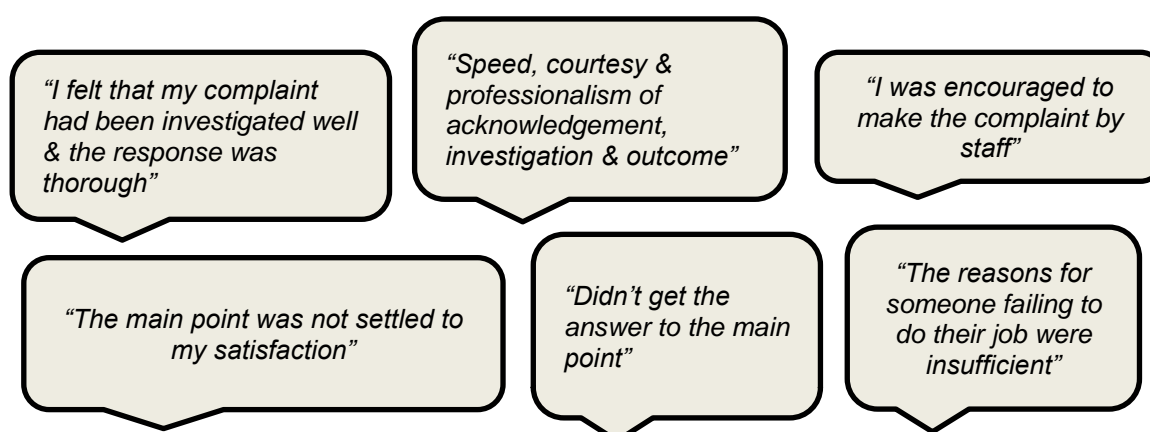 “I felt that my complaint
had been investigated well
& the response was
thorough”
“Speed, courtesy &
professionalism of
acknowledgement,
investigation & outcome”
“I was encouraged to
make the complaint by
staff”
“The main point was not settled to
my satisfaction”
“Didn’t get the
answer to the main
point”
“The reasons for
someone failing to
do their job were
insufficient”